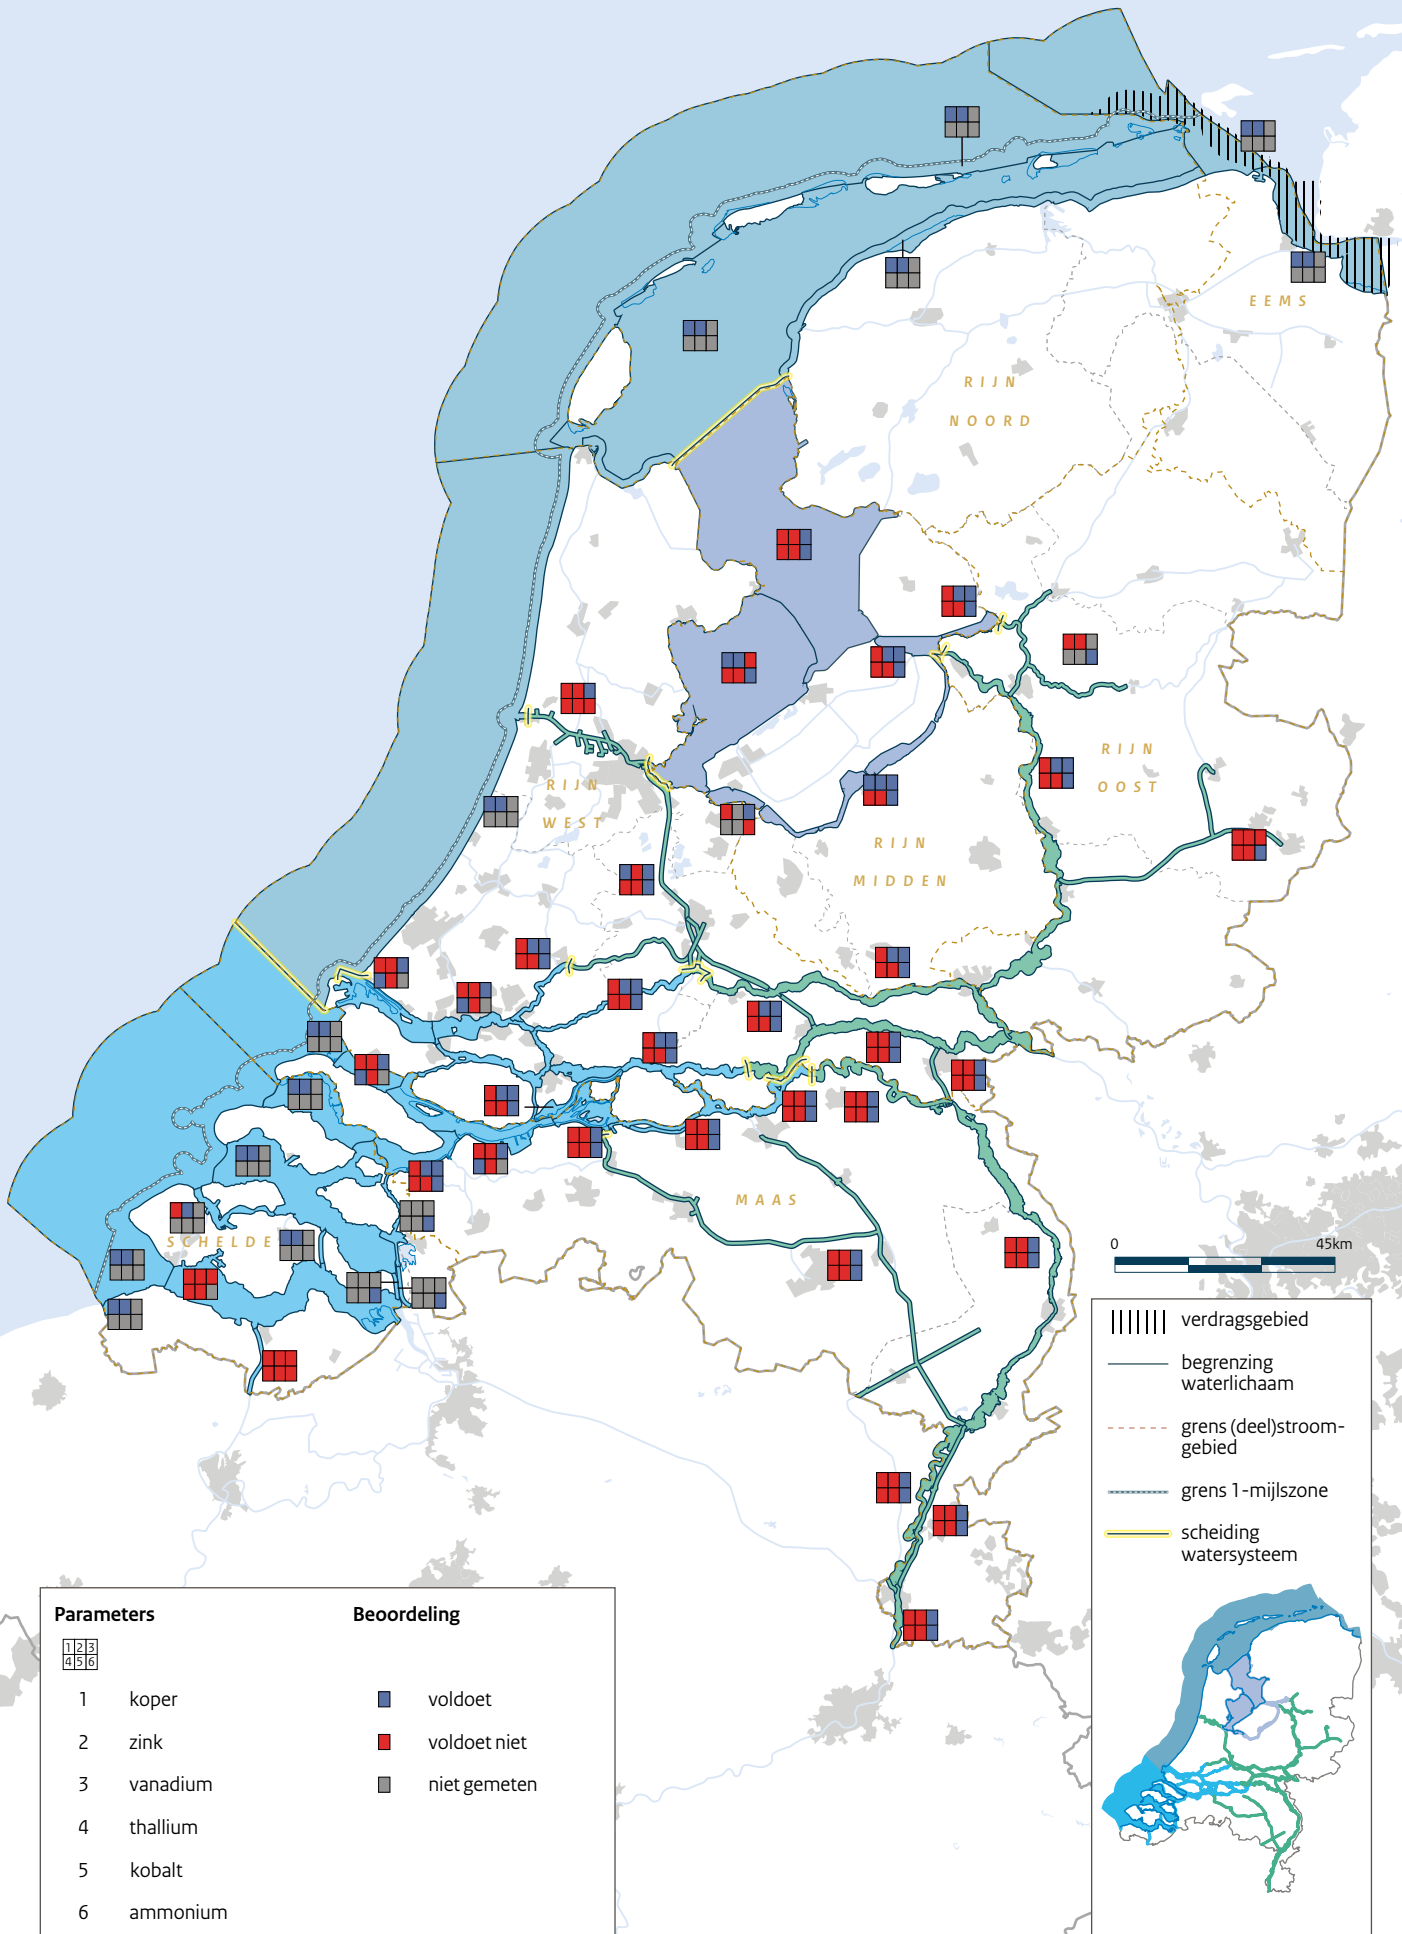 EEMS
RIJN
NOORD
RIJN
OOST
RIJN
WEST
RIJN
MIDDEN
MAAS
SCHELDE
0 45km
verdragsgebied
begrenzing
waterlichaam
grens (deel)stroom-
gebied
grens 1-mijlszone
scheiding
watersysteem
Parameters Beoordeling
1 2 3
4 5 6
1 koper voldoet
2 zink voldoet niet
3 vanadium niet gemeten
4 thallium
5 kobalt
6 ammonium